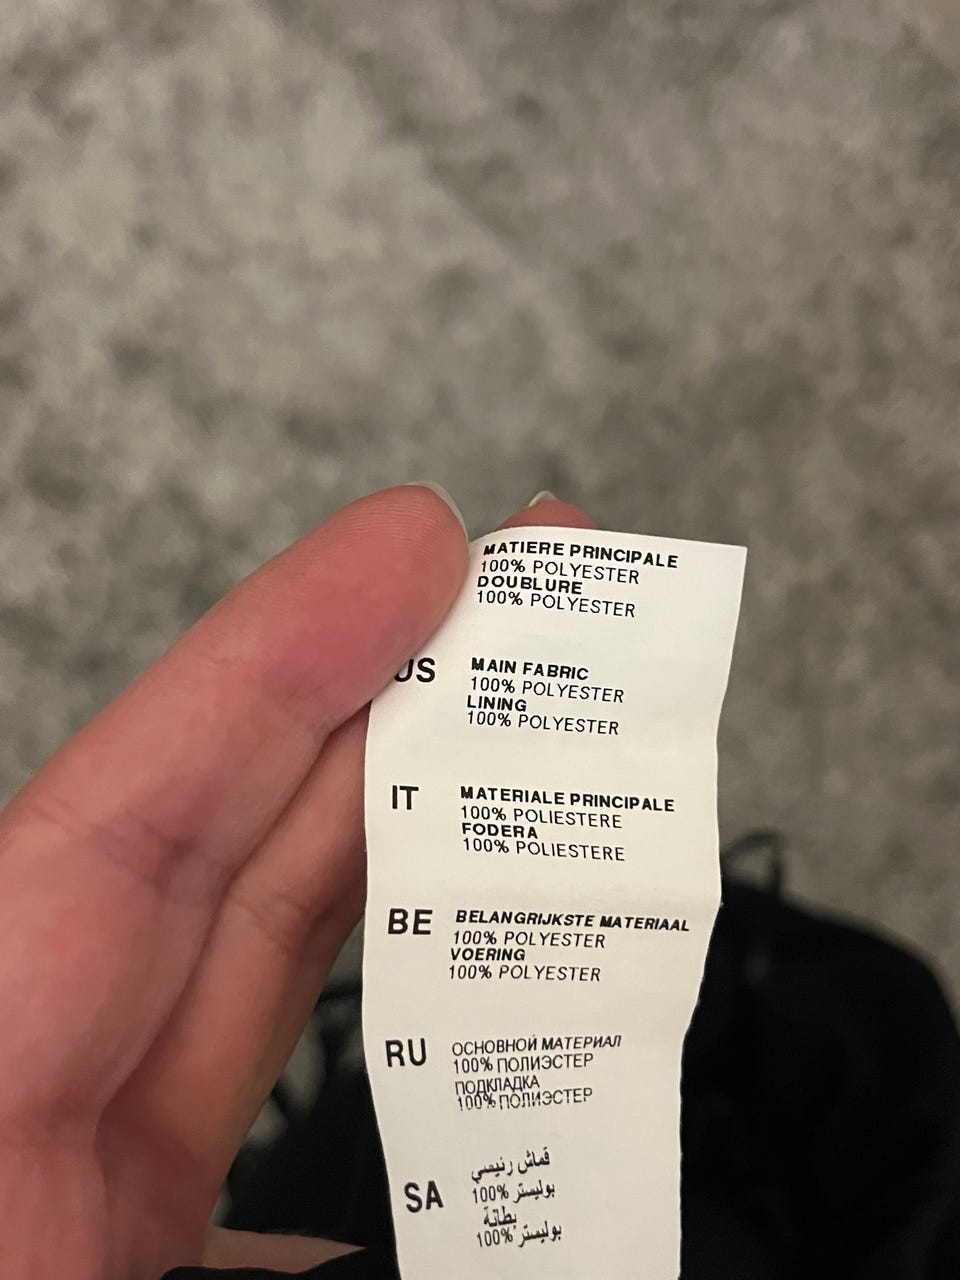 MATIERE PRINCIPALE
100% POLYESTER
DOUBLURE
100% POLYESTER
US MAIN FABRIC
100% POLYESTER
LINING
100% POLYESTER
IT MATERIALE PRINCIPALE
100% POLIESTERE
FODERA
100% POLIESTERE
BE BELANGRIJKSTE MATERIAAL
100% POLYESTER
VOERING
100% POLYESTER
RU ОСНОВНОЙ МАТЕРИАЛ
100% ПОЛИЭСТЕР
ПОДКЛАДКА
100% ПОЛИЭСТЕР
SA قماش رئيسي
بوليستر 100%
بطانة
بوليستر 100%